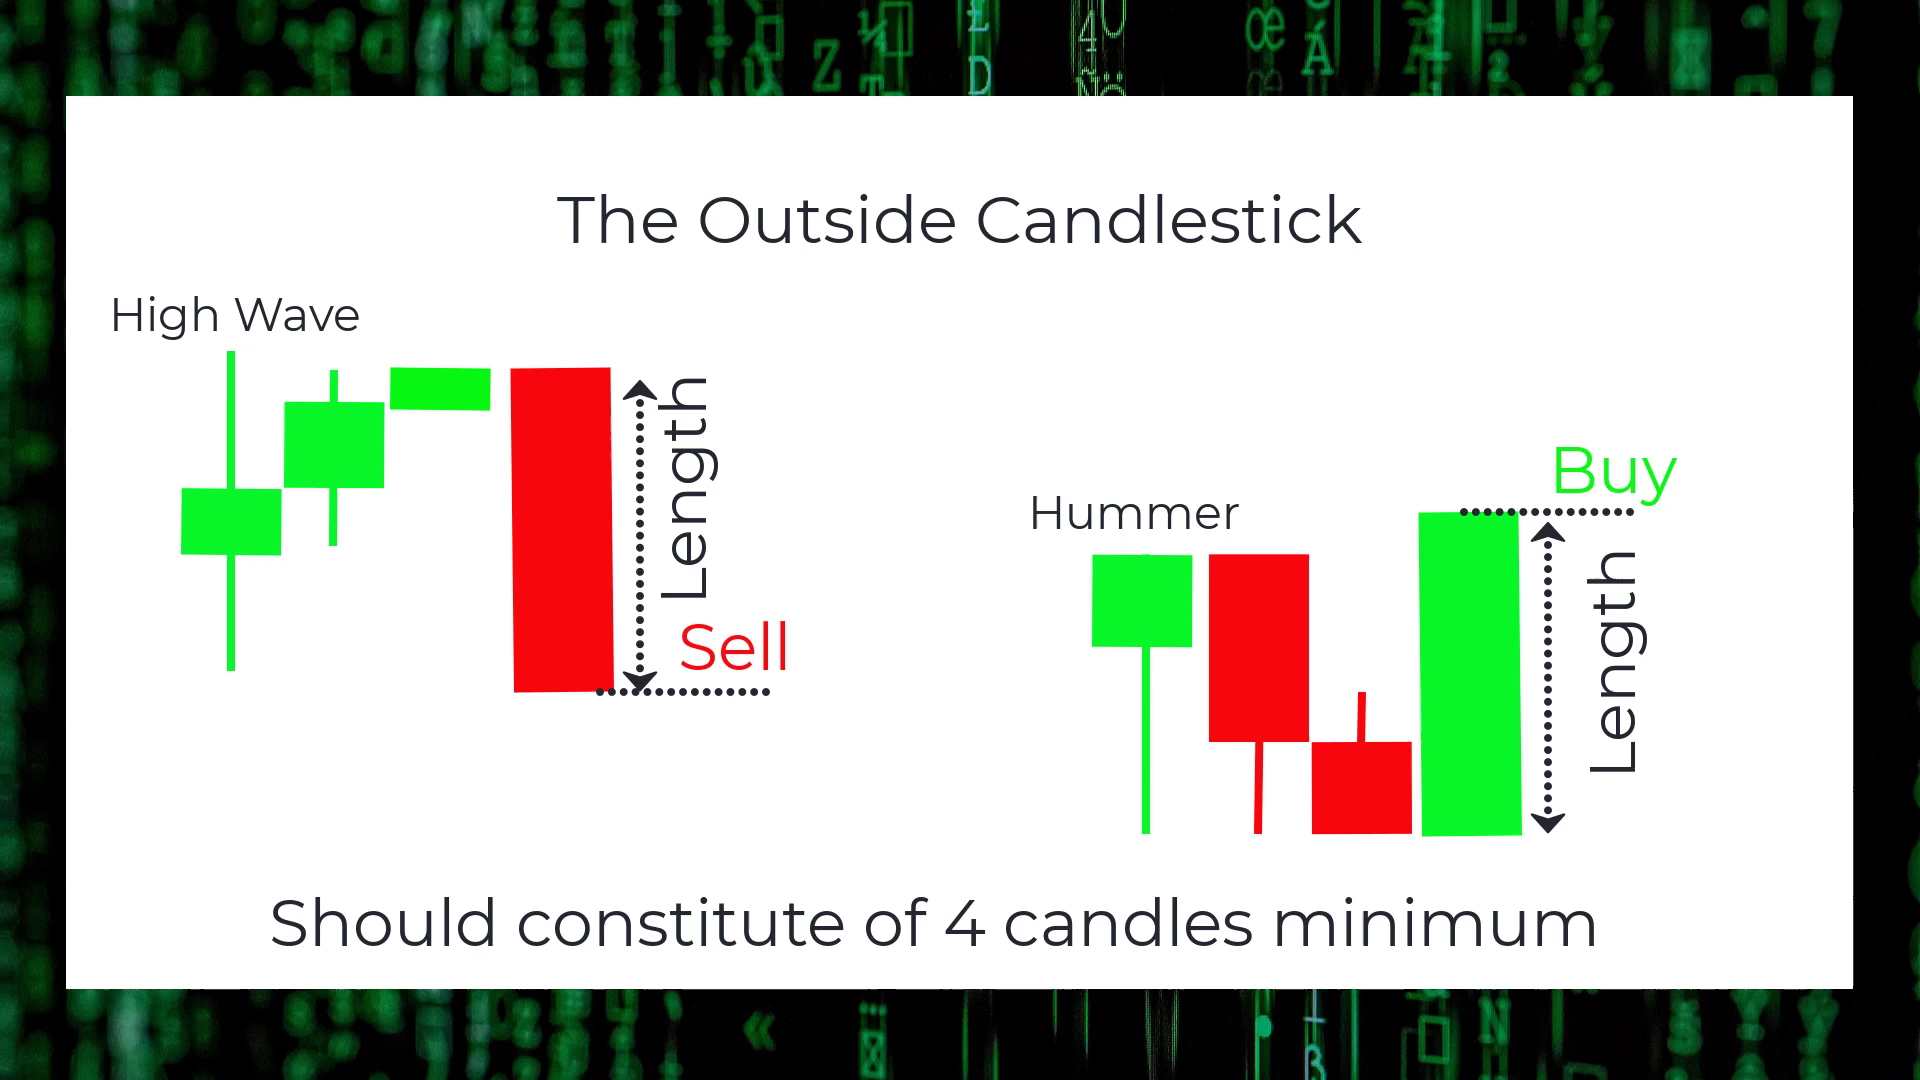 The Outside Candlestick
High Wave
Length
Sell
Buy
Hummer
Length
Should constitute of 4 candles minimum